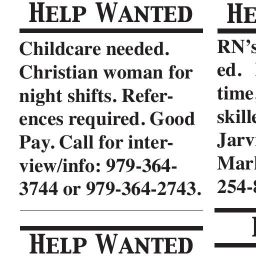 HELP WANTED
Childcare needed.
Christian woman for
night shifts. Refer-
ences required. Good
Pay. Call for inter-
view/info: 979-364-
3744 or 979-364-2743.
HELP WANTED
HE
RN's
ed.
time.
skille
Jarvi
Mark
254-8